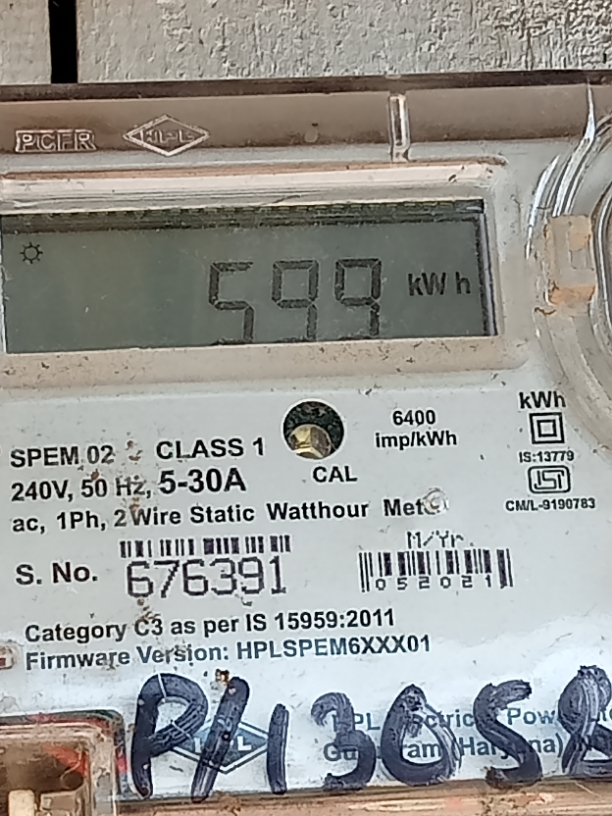 PCFR HPL
599 kWh
6400
imp/kWh
kWh
SPEM 02 CLASS 1
CAL
IS:13779
240V, 50 Hz, 5-30A
CM/L-9190783
ac, 1Ph, 2 Wire Static Watthour Meter
M/Yr.
S. No. 676391
052021
Category C3 as per IS 15959:2011
Firmware Version: HPLSPEM6XXX01
HPL